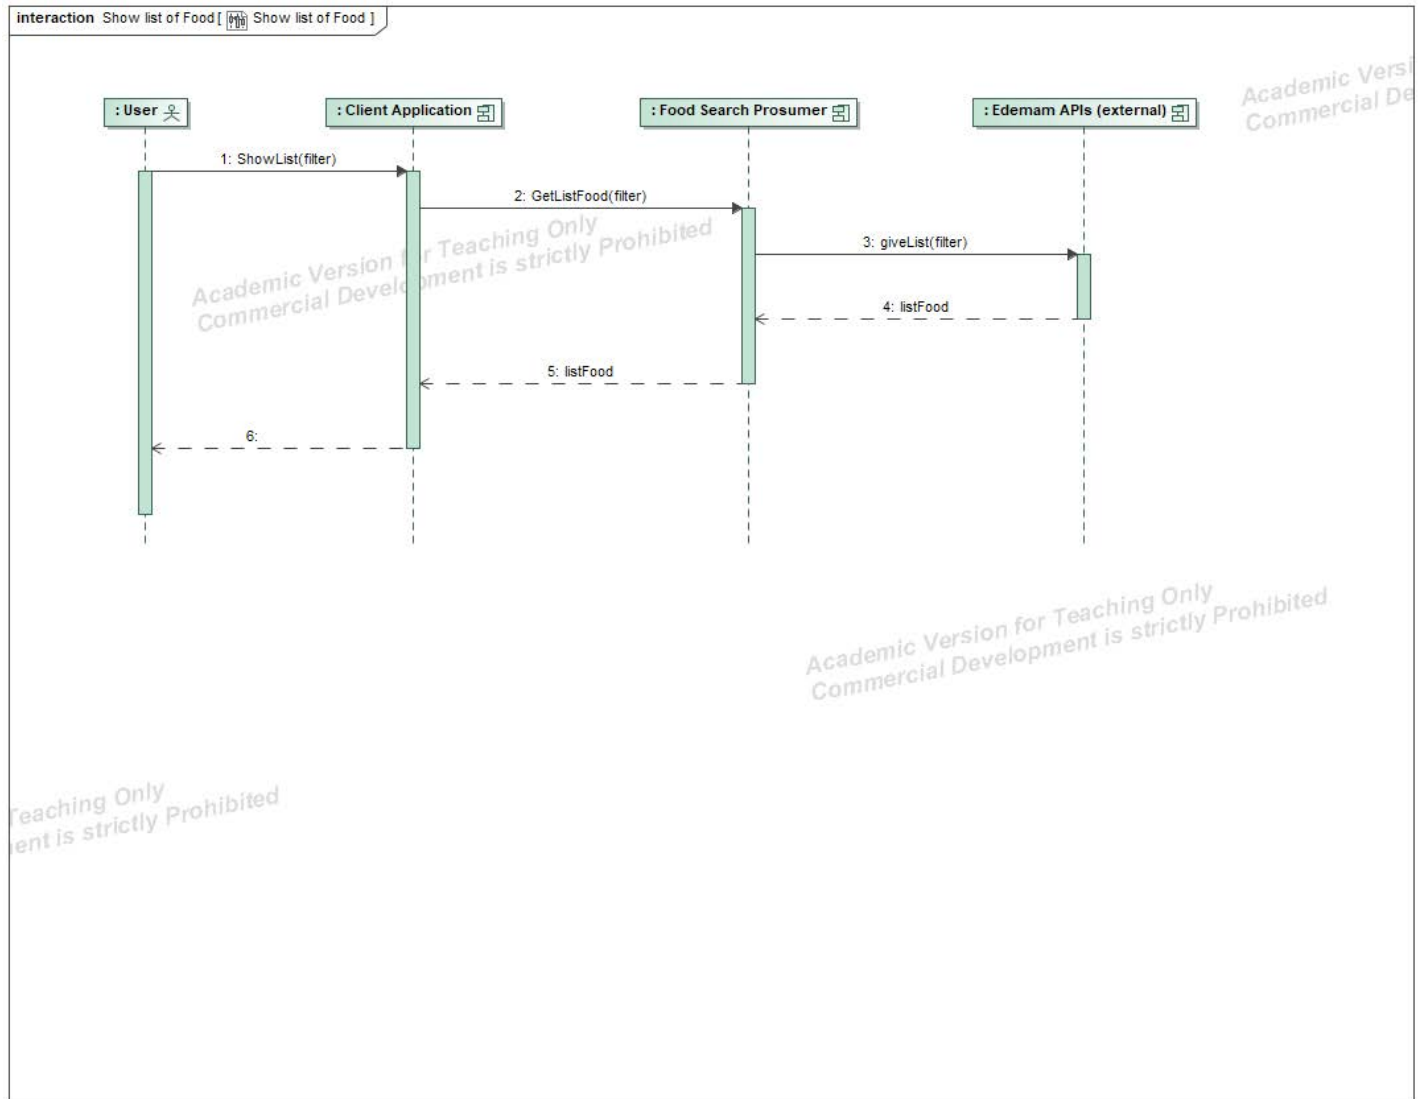 interaction Show list of Food [ Show list of Food ]
: User
: Client Application
: Food Search Prosumer
: Edemam APIs (external)
1: ShowList(filter)
2: GetListFood(filter)
3: giveList(filter)
4: listFood
5: listFood
6:
Academic Versi
Commercial De
Academic Version for Teaching Only
Commercial Development is strictly Prohibited
Academic Version for Teaching Only
Commercial Development is strictly Prohibited
Teaching Only
ent is strictly Prohibited